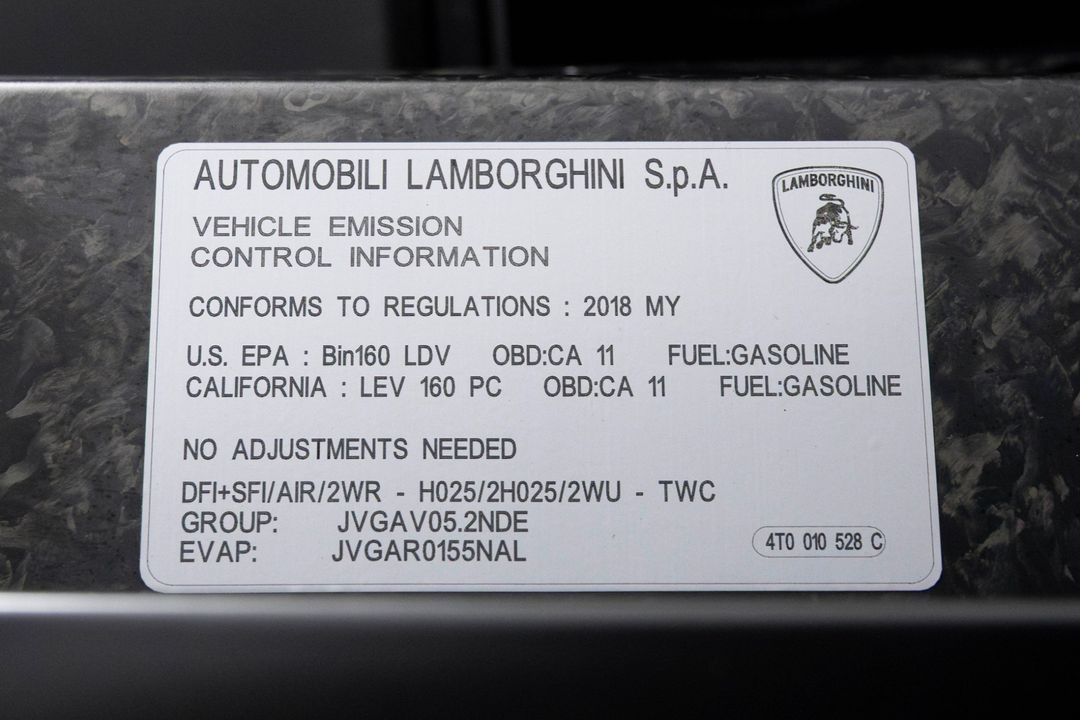 AUTOMOBILI LAMBORGHINI S.p.A.
LAMBORGHINI
VEHICLE EMISSION
CONTROL INFORMATION
CONFORMS TO REGULATIONS : 2018 MY
U.S. EPA : Bin160 LDV OBD:CA 11 FUEL:GASOLINE
CALIFORNIA : LEV 160 PC OBD:CA 11 FUEL:GASOLINE
NO ADJUSTMENTS NEEDED
DFI+SFI/AIR/2WR - HO25/2HO25/2WU - TWC
GROUP: JVGAV05.2NDE
EVAP: JVGAR0155NAL
4T0 010 528 C